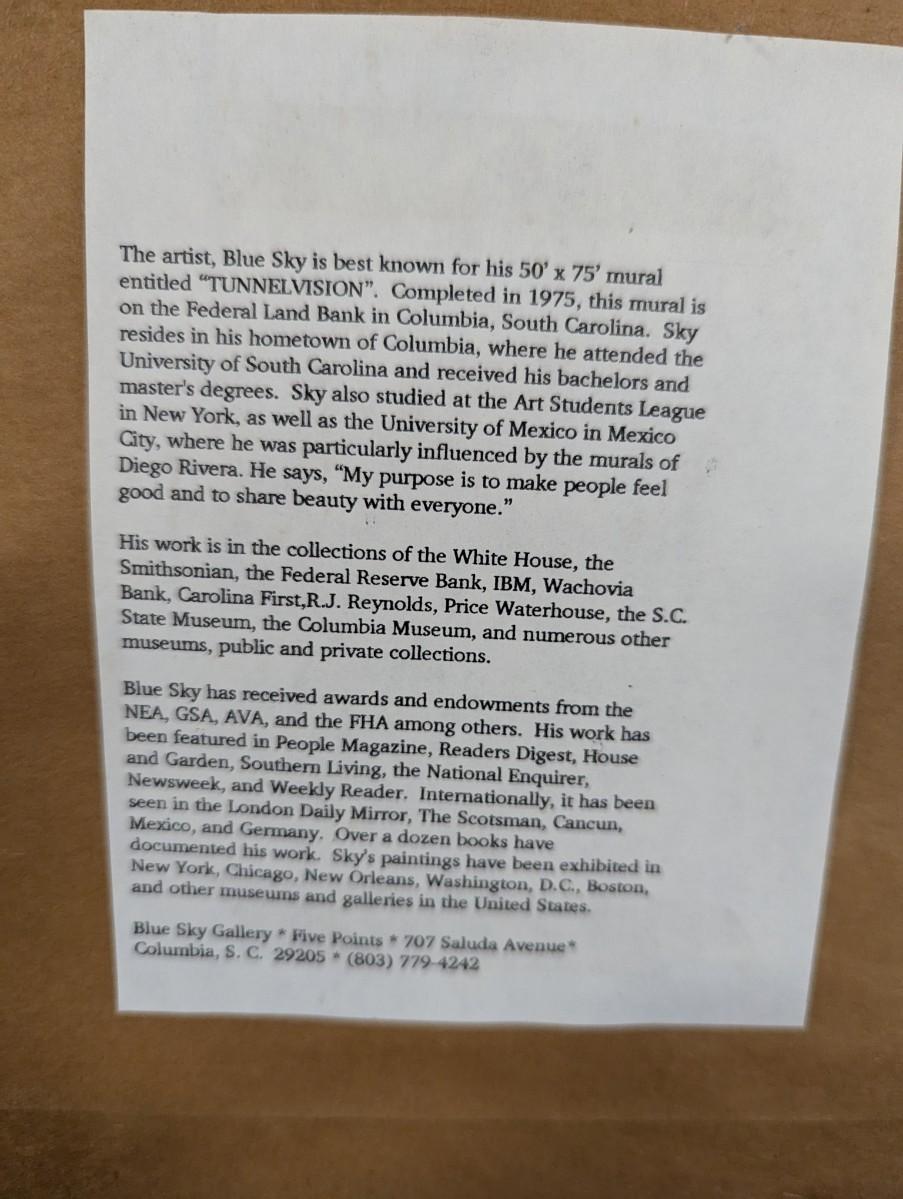 The artist, Blue Sky is best known for his 50' x 75' mural
entitled “TUNNELVISION”. Completed in 1975, this mural is
on the Federal Land Bank in Columbia, South Carolina. Sky
resides in his hometown of Columbia, where he attended the
University of South Carolina and received his bachelors and
master's degrees. Sky also studied at the Art Students League
in New York, as well as the University of Mexico in Mexico
City, where he was particularly influenced by the murals of
Diego Rivera. He says, “My purpose is to make people feel
good and to share beauty with everyone.”
His work is in the collections of the White House, the
Smithsonian, the Federal Reserve Bank, IBM, Wachovia
Bank, Carolina First,R.J. Reynolds, Price Waterhouse, the S.C.
State Museum, the Columbia Museum, and numerous other
museums, public and private collections.
Blue Sky has received awards and endowments from the
NEA, GSA, AVA, and the FHA among others. His work has
been featured in People Magazine, Readers Digest, House
and Garden, Southern Living, the National Enquirer,
Newsweek, and Weekly Reader. Internationally, it has been
seen in the London Daily Mirror, The Scotsman, Cancun,
Mexico, and Germany. Over a dozen books have
documented his work. Sky's paintings have been exhibited in
New York, Chicago, New Orleans, Washington, D.C., Boston,
and other museums and galleries in the United States.
Blue Sky Gallery * Five Points * 707 Saluda Avenue*
Columbia, S. C. 29205 * (803) 779-4242